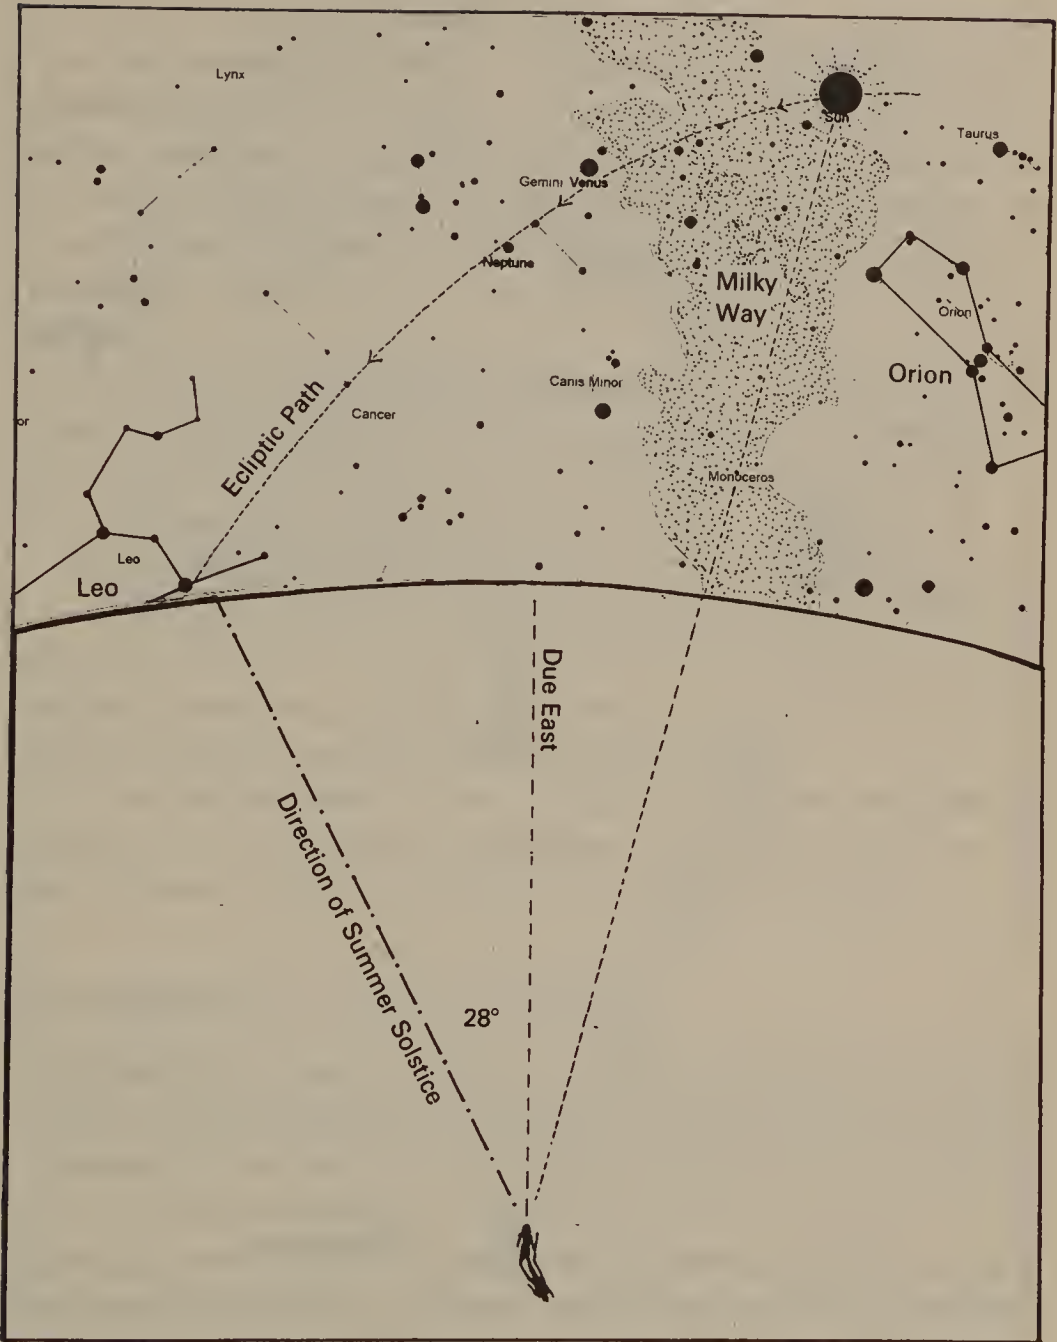 Lynx
Sun
Taurus
Gemini Venus
Neptune
Milky
Way
Orion
Orion
Canis Minor
Cancer
or
Ecliptic Path
Monoceros
Leo
Leo
Due East
Direction of Summer Solstice
28°